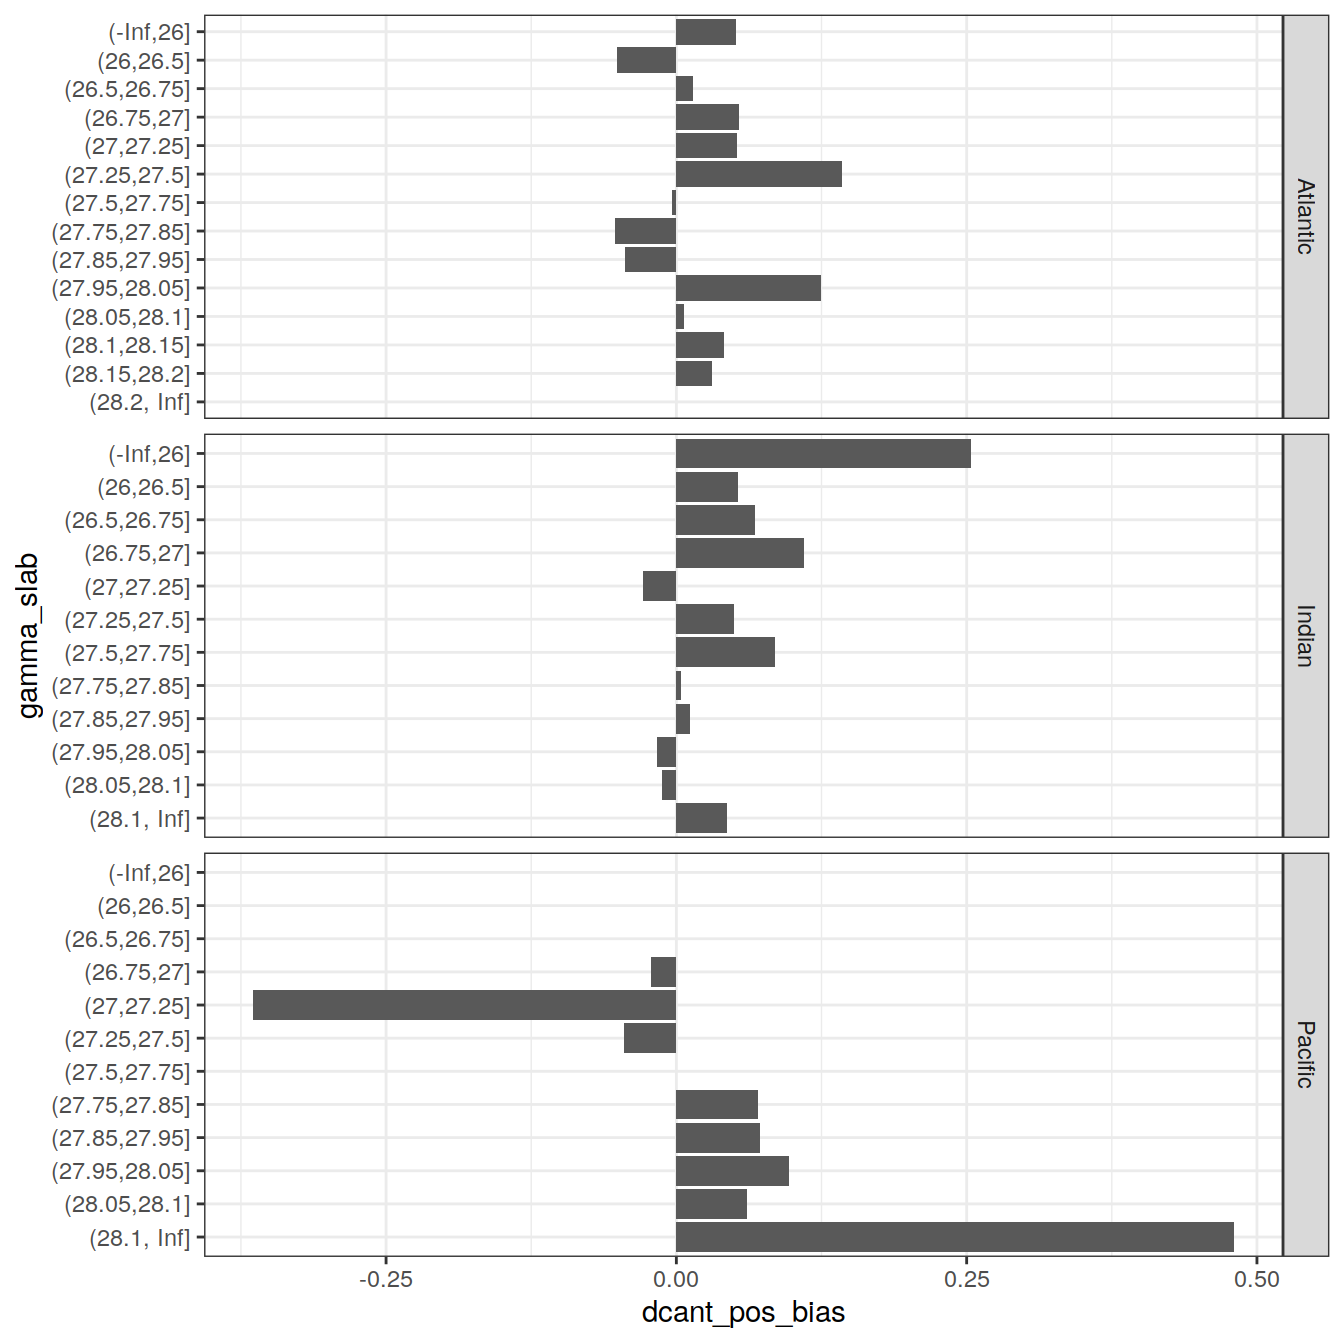 (-Inf,26]
(26,26.5]
(26.5,26.75]
(26.75,27]
(27,27.25]
(27.25,27.5]
(27.5,27.75]
(27.75,27.85]
(27.85,27.95]
(27.95,28.05]
(28.05,28.1]
(28.1,28.15]
(28.15,28.2]
(28.2, Inf]
Atlantic
(-Inf,26]
(26,26.5]
(26.5,26.75]
(26.75,27]
(27,27.25]
(27.25,27.5]
(27.5,27.75]
(27.75,27.85]
(27.85,27.95]
(27.95,28.05]
(28.05,28.1]
(28.1, Inf]
Indian
gamma_slab
(-Inf,26]
(26,26.5]
(26.5,26.75]
(26.75,27]
(27,27.25]
(27.25,27.5]
(27.5,27.75]
(27.75,27.85]
(27.85,27.95]
(27.95,28.05]
(28.05,28.1]
(28.1, Inf]
Pacific
-0.25 0.00 0.25 0.50
dcant_pos_bias